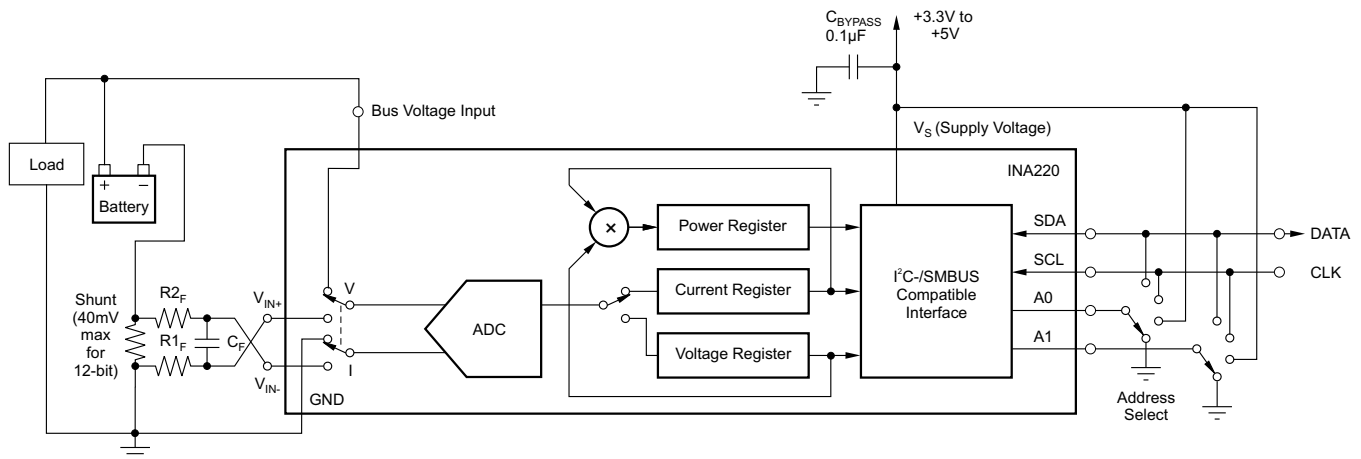 C_BYPASS
0.1µF
+3.3V to
+5V
Bus Voltage Input
V_S (Supply Voltage)
INA220
Load
+ −
Battery
×
Power Register
SDA
DATA
SCL
CLK
I²C-/SMBUS
Compatible
Interface
V
Current Register
ADC
A0
Shunt
(40mV
max
for
12-bit)
R2_F
V_IN+
R1_F
C_F
Voltage Register
A1
V_IN-
I
GND
Address
Select